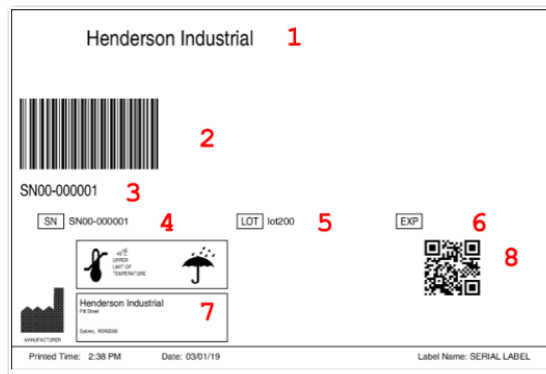 Henderson Industrial 1
2
SN00-000001 3
SN SN00-000001 4 LOT lot200 5 EXP 6
8
45°C
UPPER
LIMIT OF
TEMPERATURE
Henderson Industrial 7
Pitt Street
Sydney, NSW2000
MANUFACTURER
Printed Time: 2:38 PM Date: 03/01/19 Label Name: SERIAL LABEL